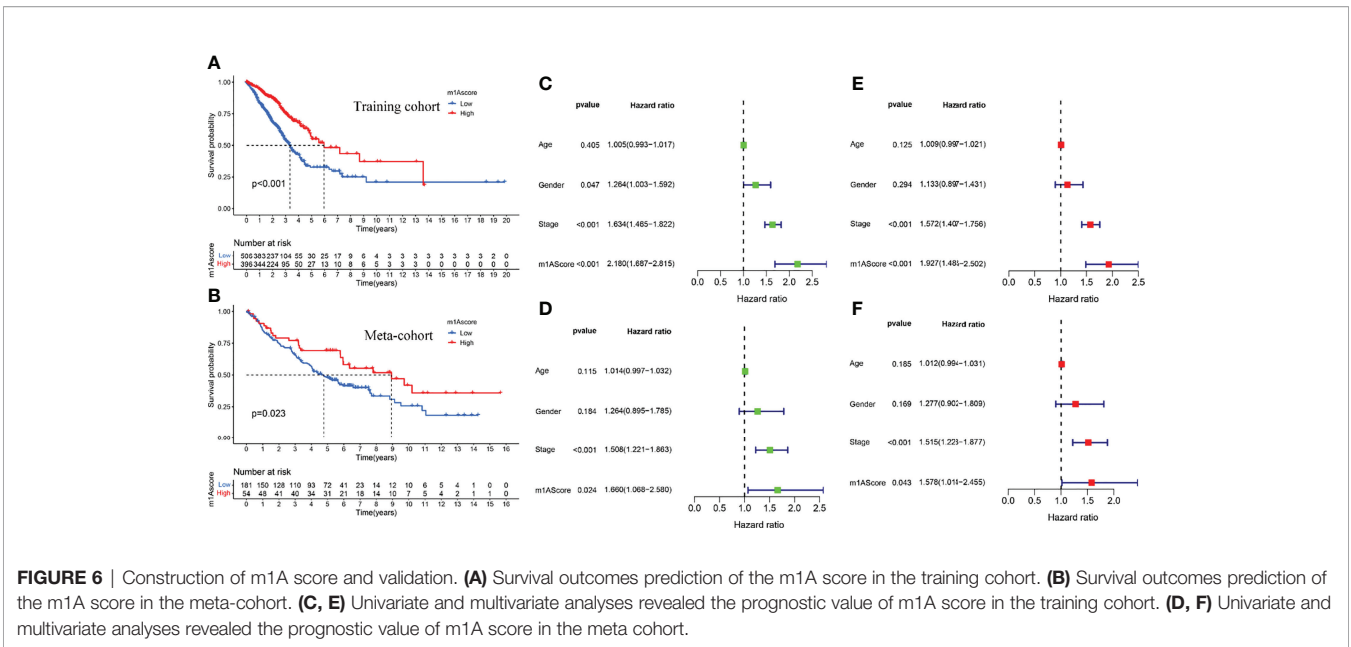 A
m1Ascore
Low
High
Training cohort
1.00
0.75
0.50
0.25
0.00
Survival probability
p<0.001
0 1 2 3 4 5 6 7 8 9 10 11 12 13 14 15 16 17 18 19 20
Time(years)
Number at risk
m1Ascore
Low 506 383 237 104 55 30 25 17 9 6 4 3 3 3 3 3 3 3 3 2 0
High 396 344 224 95 50 27 13 10 8 6 5 3 3 3 0 0 0 0 0 0 0
0 1 2 3 4 5 6 7 8 9 10 11 12 13 14 15 16 17 18 19 20
Time(years)
B
m1Ascore
Low
High
Meta-cohort
1.00
0.75
0.50
0.25
0.00
Survival probability
p=0.023
0 1 2 3 4 5 6 7 8 9 10 11 12 13 14 15 16
Time(years)
Number at risk
m1Ascore
Low 181 150 128 110 93 72 41 23 14 12 10 6 5 4 1 0 0
High 54 48 41 40 34 31 21 18 14 10 7 5 4 2 1 1 0
0 1 2 3 4 5 6 7 8 9 10 11 12 13 14 15 16
Time(years)
C
pvalue Hazard ratio
Age 0.405 1.005(0.993−1.017)
Gender 0.047 1.264(1.003−1.592)
Stage <0.001 1.634(1.465−1.822)
m1AScore <0.001 2.180(1.687−2.815)
0.0 0.5 1.0 1.5 2.0 2.5
Hazard ratio
D
pvalue Hazard ratio
Age 0.115 1.014(0.997−1.032)
Gender 0.184 1.264(0.895−1.785)
Stage <0.001 1.508(1.221−1.863)
m1AScore 0.024 1.660(1.068−2.580)
0.0 0.5 1.0 1.5 2.0 2.5
Hazard ratio
E
pvalue Hazard ratio
Age 0.125 1.009(0.997−1.021)
Gender 0.294 1.133(0.897−1.431)
Stage <0.001 1.572(1.407−1.756)
m1AScore <0.001 1.927(1.484−2.502)
0.0 0.5 1.0 1.5 2.0 2.5
Hazard ratio
F
pvalue Hazard ratio
Age 0.185 1.012(0.994−1.031)
Gender 0.169 1.277(0.902−1.809)
Stage <0.001
m1AScore 0.043
0.0 0.5 1.0 1.5 2.0
Hazard ratio
FIGURE 6 | Construction of m1A score and validation. (A) Survival outcomes prediction of the m1A score in the training cohort. (B) Survival outcomes prediction of
the m1A score in the meta-cohort. (C, E) Univariate and multivariate analyses revealed the prognostic value of m1A score in the training cohort. (D, F) Univariate and
multivariate analyses revealed the prognostic value of m1A score in the meta cohort.